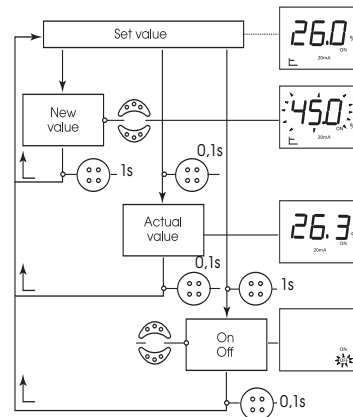 Set value
26.0 %
ON
20mA
New
value
45.0 %
ON
20mA
1s
0,1s
Actual
value
26.3
ON
20mA
0,1s
1s
On
Off
ON
0,1s